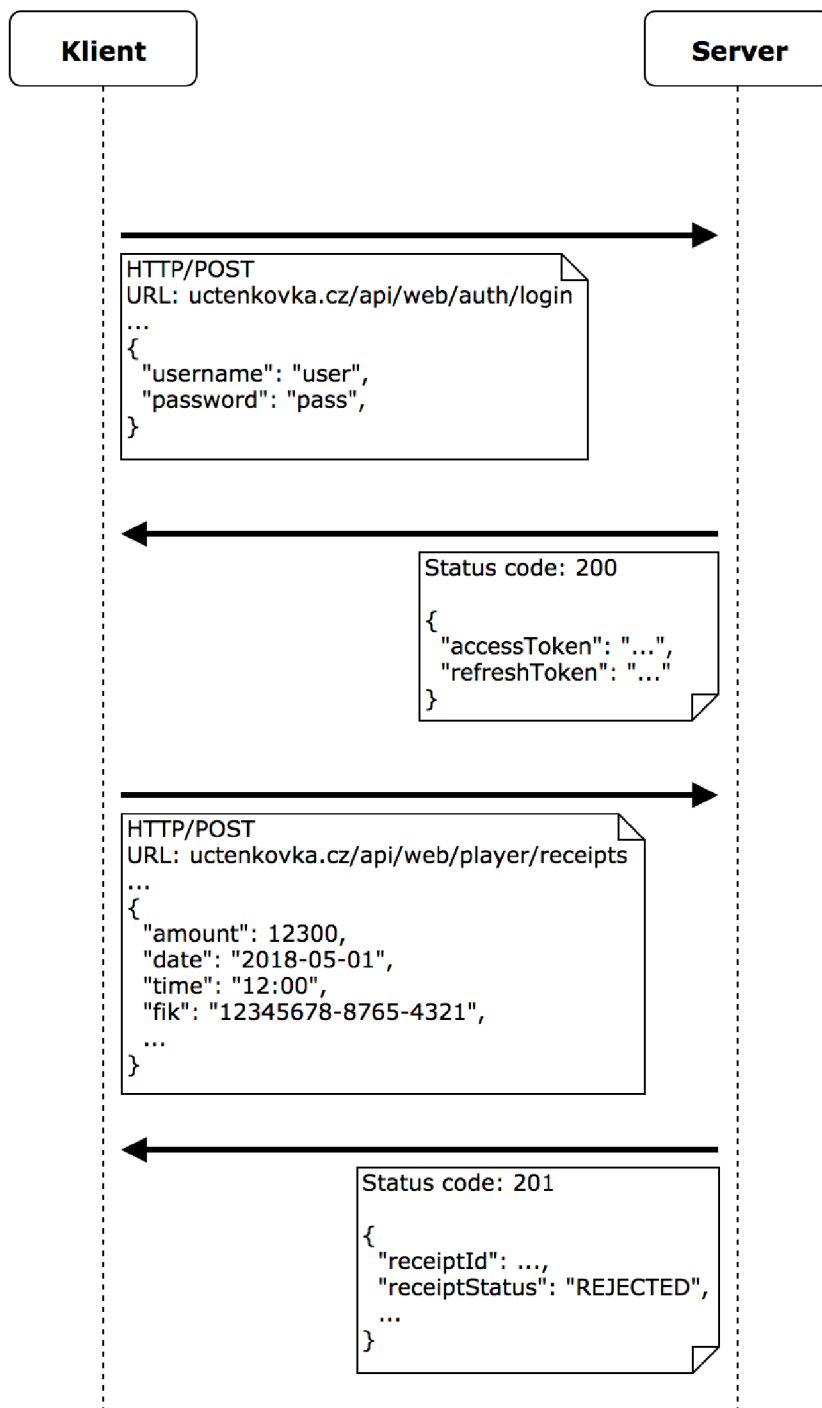 Klient
Server
HTTP/POST
URL: uctenkovka.cz/api/web/auth/login
...
{
"username": "user",
"password": "pass",
}
Status code: 200
{
"accessToken": "...",
"refreshToken": "..."
}
HTTP/POST
URL: uctenkovka.cz/api/web/player/receipts
...
{
"amount": 12300,
"date": "2018-05-01",
"time": "12:00",
"fik": "12345678-8765-4321",
...
}
Status code: 201
{
"receiptId": ...,
"receiptStatus": "REJECTED",
...
}